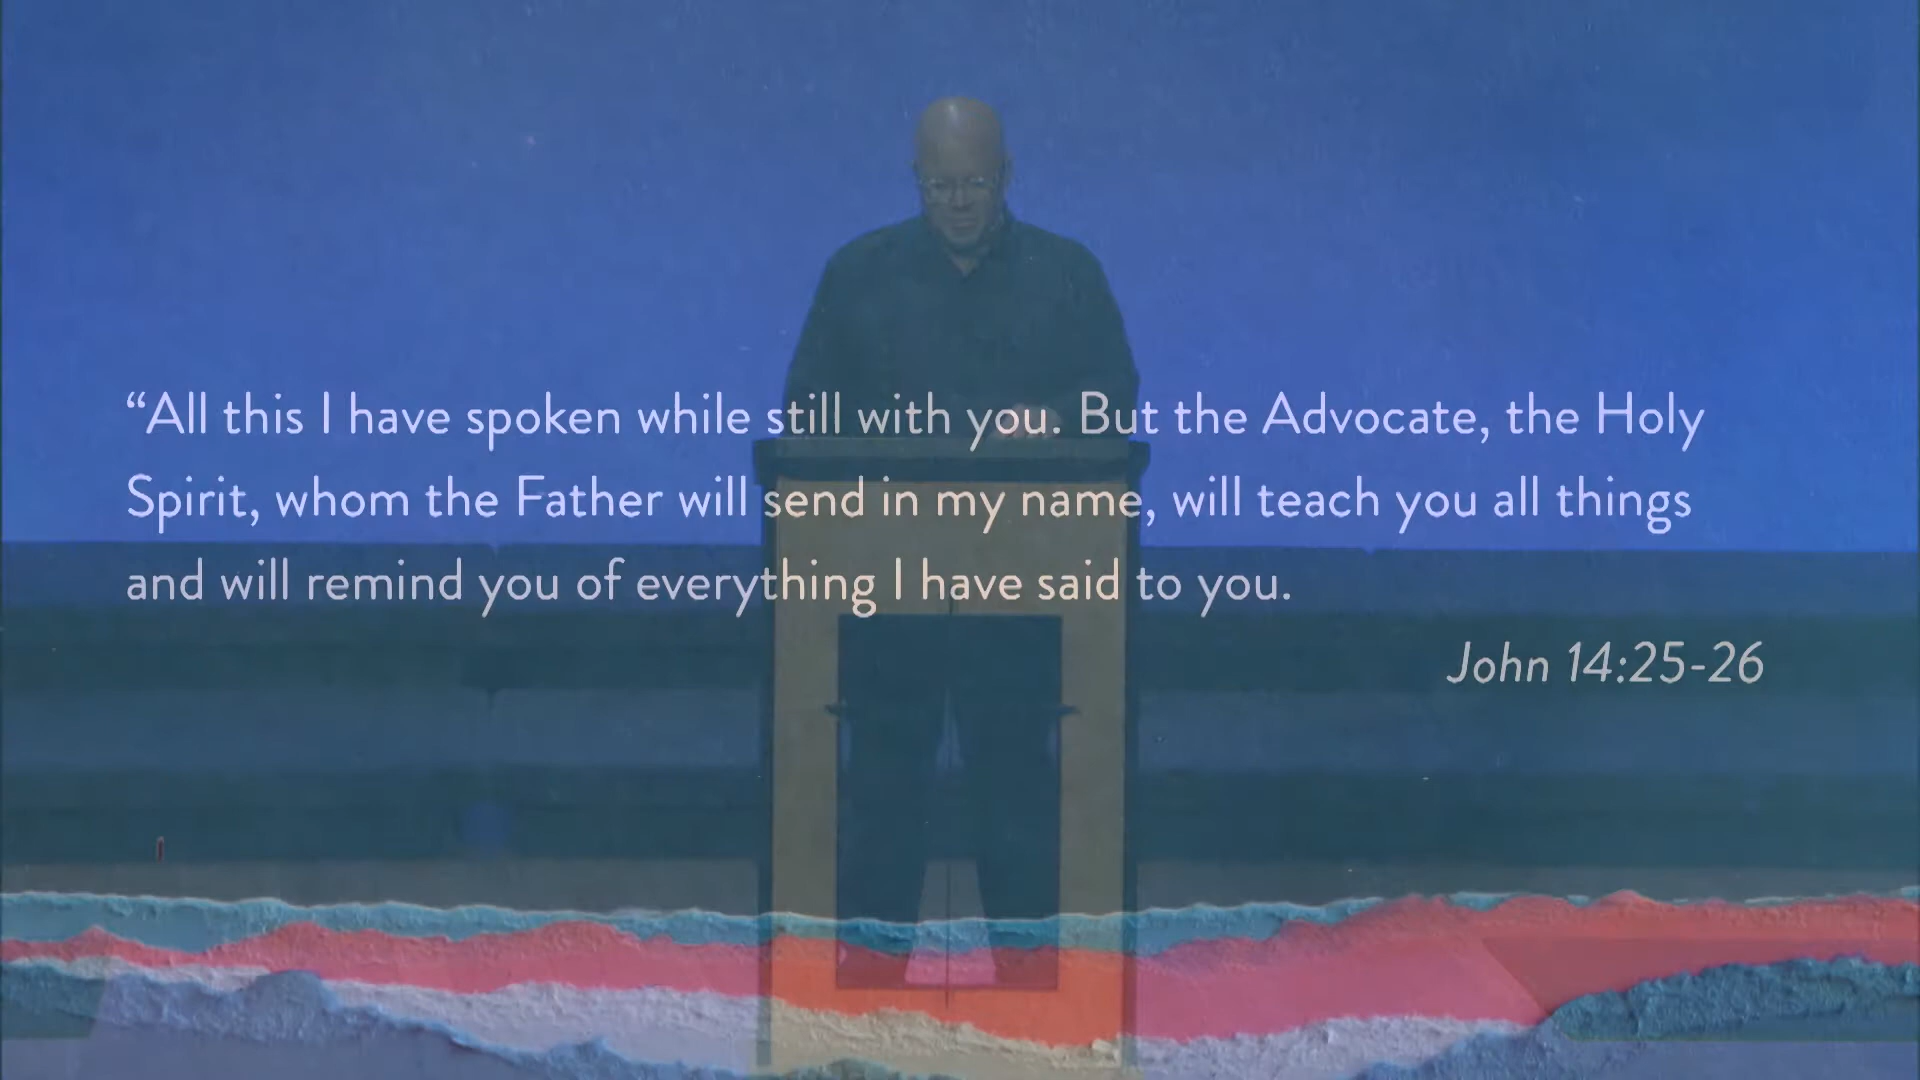 “All this I have spoken while still with you. But the Advocate, the Holy
Spirit, whom the Father will send in my name, will teach you all things
and will remind you of everything I have said to you.
John 14:25-26